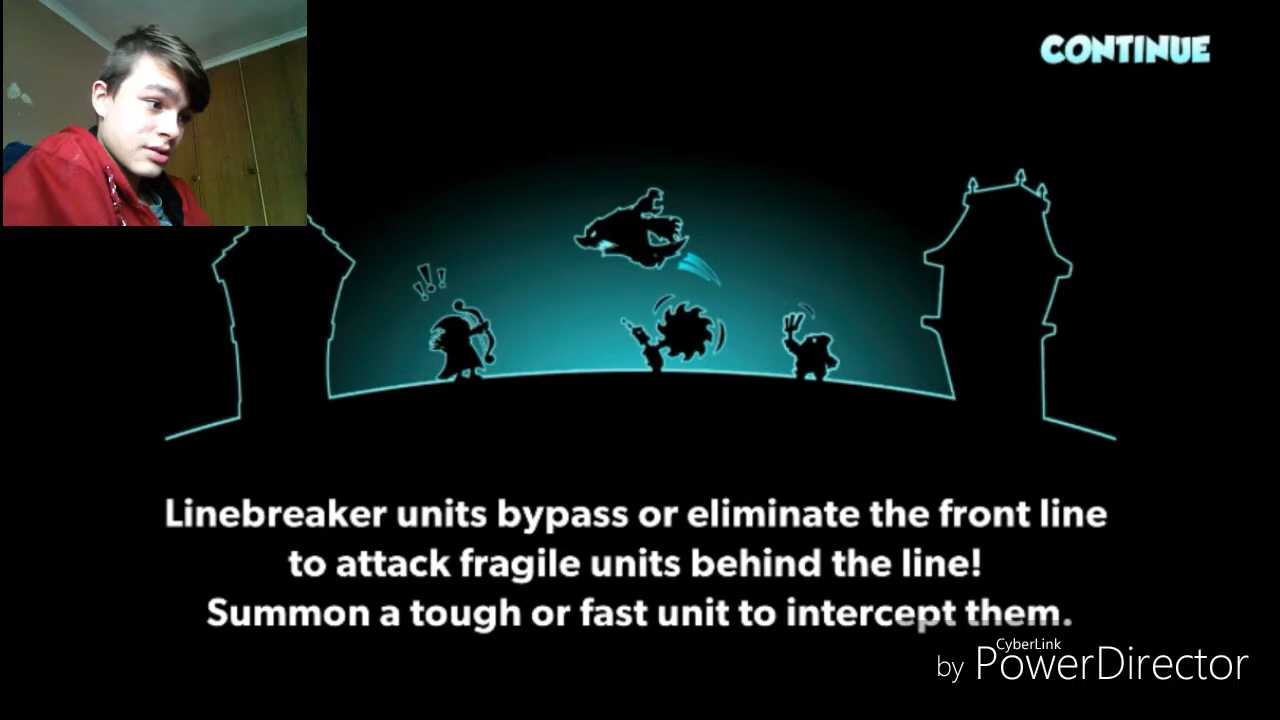 CONTINUE
!!!
Linebreaker units bypass or eliminate the front line
to attack fragile units behind the line!
Summon a tough or fast unit to intercept them.
CyberLink
by PowerDirector